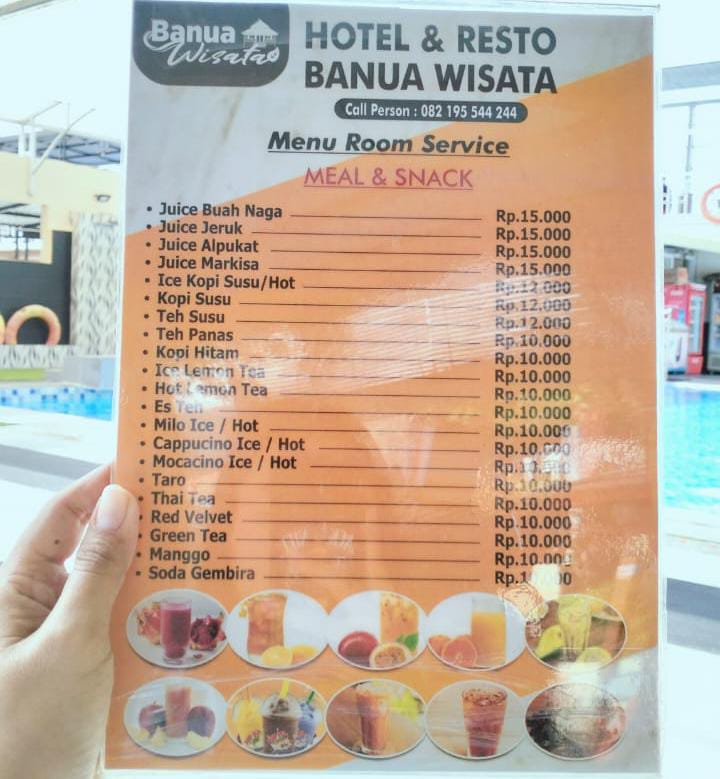 Banua
Wisata
HOTEL & RESTO
BANUA WISATA
Call Person : 082 195 544 244
Menu Room Service
MEAL & SNACK
• Juice Buah Naga Rp.15.000
• Juice Jeruk Rp.15.000
• Juice Alpukat Rp.15.000
• Juice Markisa Rp.15.000
• Ice Kopi Susu/Hot Rp.12.000
• Kopi Susu Rp.12.000
• Teh Susu Rp.12.000
• Teh Panas Rp.10.000
• Kopi Hitam Rp.10.000
• Ice Lemon Tea Rp.10.000
• Hot Lemon Tea Rp.10.000
• Es Teh Rp.10.000
• Milo Ice / Hot Rp.10.000
• Cappucino Ice / Hot Rp.10.000
• Mocacino Ice / Hot Rp.10.000
• Taro Rp.10.000
• Thai Tea Rp.10.000
• Red Velvet Rp.10.000
• Green Tea Rp.10.000
• Manggo Rp.10.000
• Soda Gembira